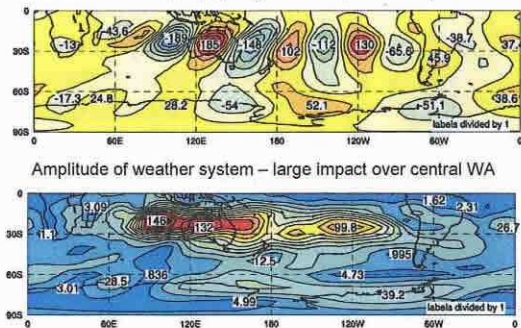 0
-13
-43.6
-185
185
-148
102
-112
130
-65.6
-38.7
37.
30S
45.9
60S
-17.3
24.8
28.2
-54
52.1
-51.1
-38.6
90S
labels divided by 1
0
60E
120E
180
120W
60W
0
Amplitude of weather system – large impact over central WA
0
3.09
1.62
2.31
30S
1.1
146
132
99.8
26.7
12.5
.995
60S
3.01
28.5
.836
4.73
4.99
39.2
90S
labels divided by 1
0
60E
120E
180
120W
60W
0